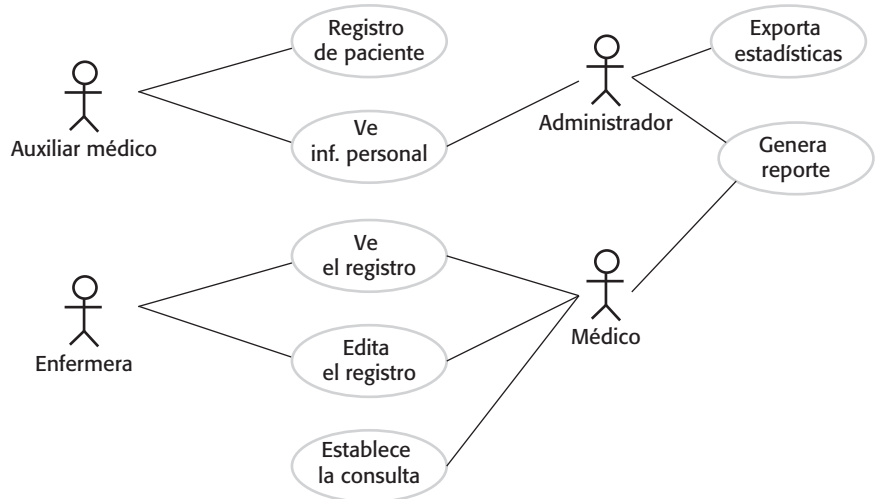 Registro
de paciente
Exporta
estadísticas
Auxiliar médico
Ve
inf. personal
Administrador
Genera
reporte
Ve
el registro
Enfermera
Edita
el registro
Médico
Establece
la consulta